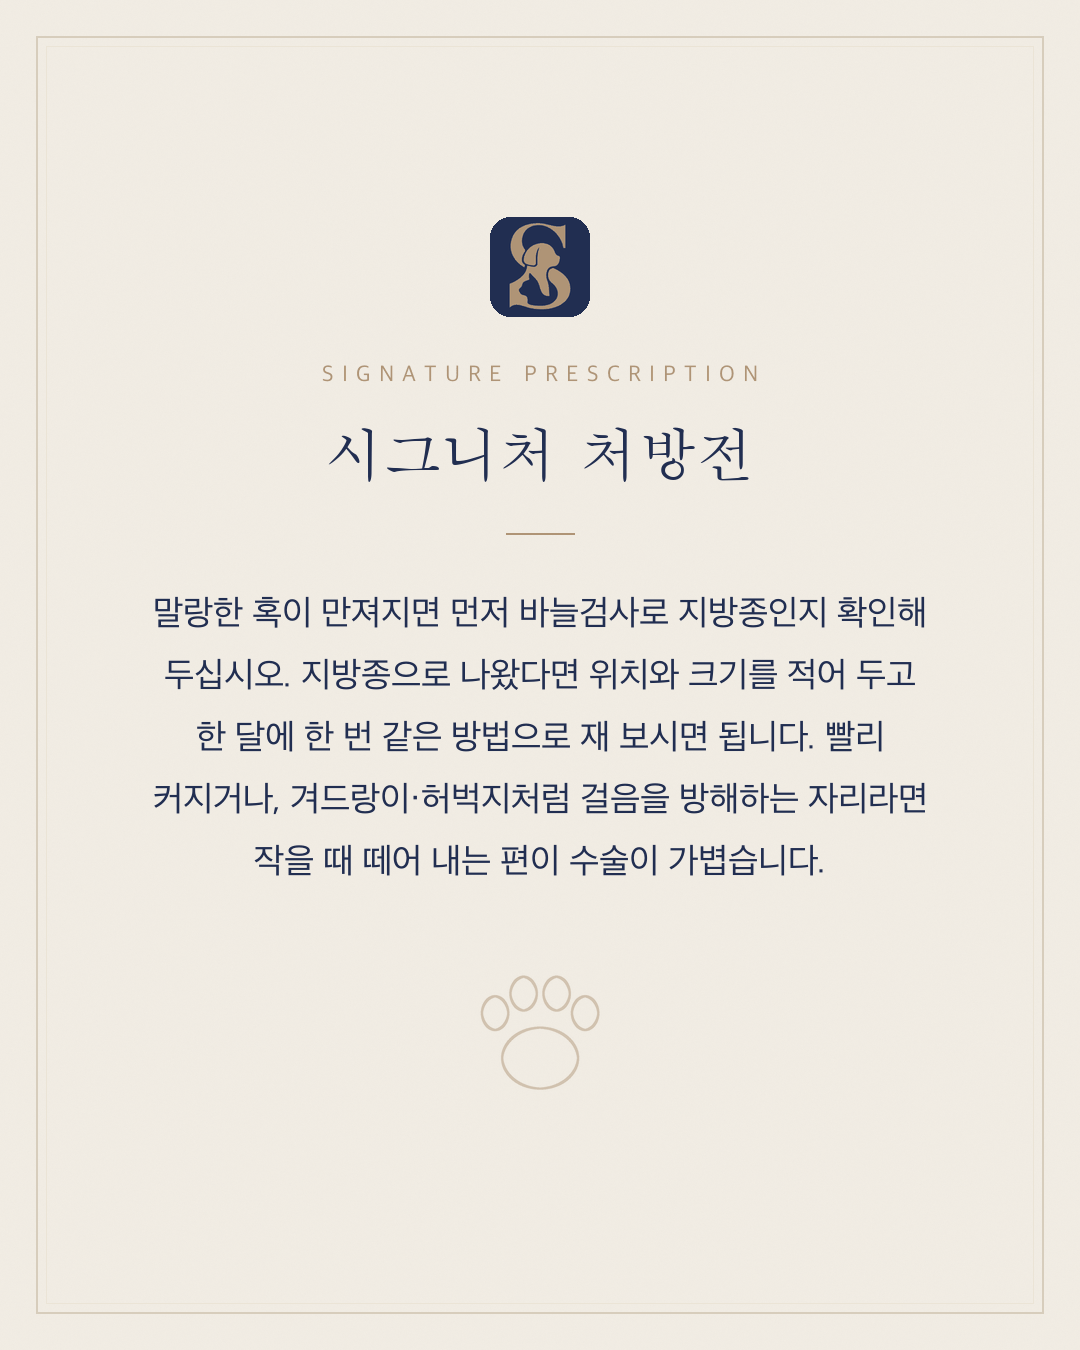 S
SIGNATURE PRESCRIPTION
시그니처 처방전
말랑한 혹이 만져지면 먼저 바늘검사로 지방종인지 확인해
두십시오. 지방종으로 나왔다면 위치와 크기를 적어 두고
한 달에 한 번 같은 방법으로 재 보시면 됩니다. 빨리
커지거나, 겨드랑이·허벅지처럼 걸음을 방해하는 자리라면
작을 때 떼어 내는 편이 수술이 가볍습니다.